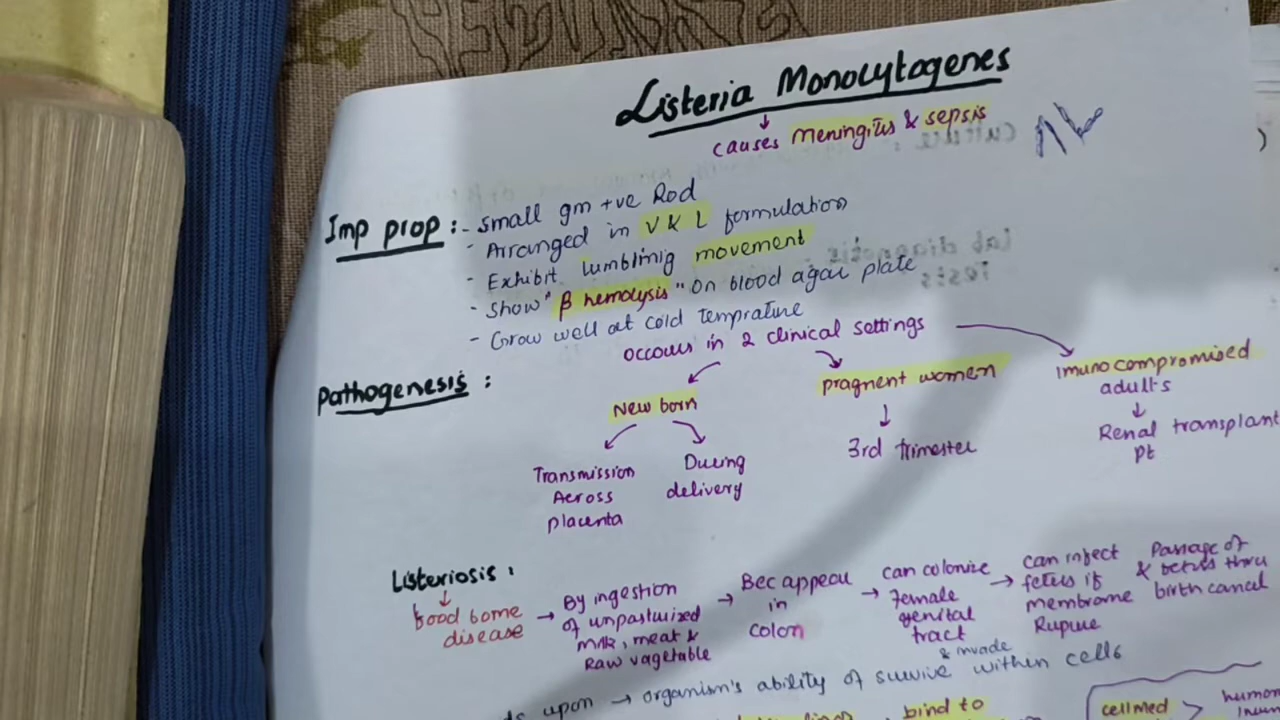 Listeria Monocytogenes
↓
causes meningitis & sepsis
Imp prop :- small gm +ve Rod
- Arranged in V & L formulation
- Exhibit tumbling movement
- Show "β hemolysis" On blood agar plate
- Grow well at cold temprature
Pathogenesis :
occours in 2 clinical settings
New born
Transmission
Across
placenta
During
delivery
pragnent women
↓
3rd trimester
Imunocompromised
adults
↓
Renal transplant
Pt
Listeriosis :
↓
food borne
disease
→ By ingestion
of unpasturized
milk, meat &
Raw vagetable
→ Bec appear
in
colon
→ can colonize
female
genital
tract
→ can infect
fetus if
membrane
Rupure
& Passage of
fetus thru
birth canal
upon → organism's ability of survive within cells
& invade
bind to
cellmed >